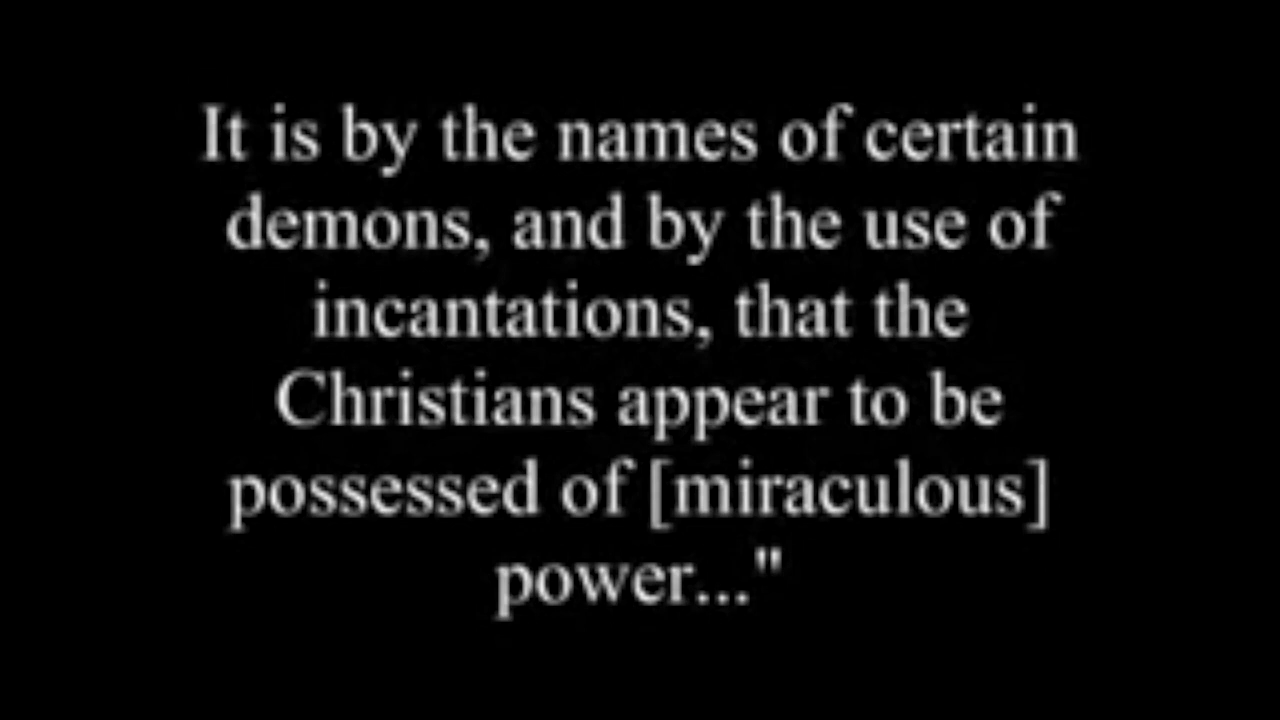 It is by the names of certain
demons, and by the use of
incantations, that the
Christians appear to be
possessed of [miraculous]
power..."